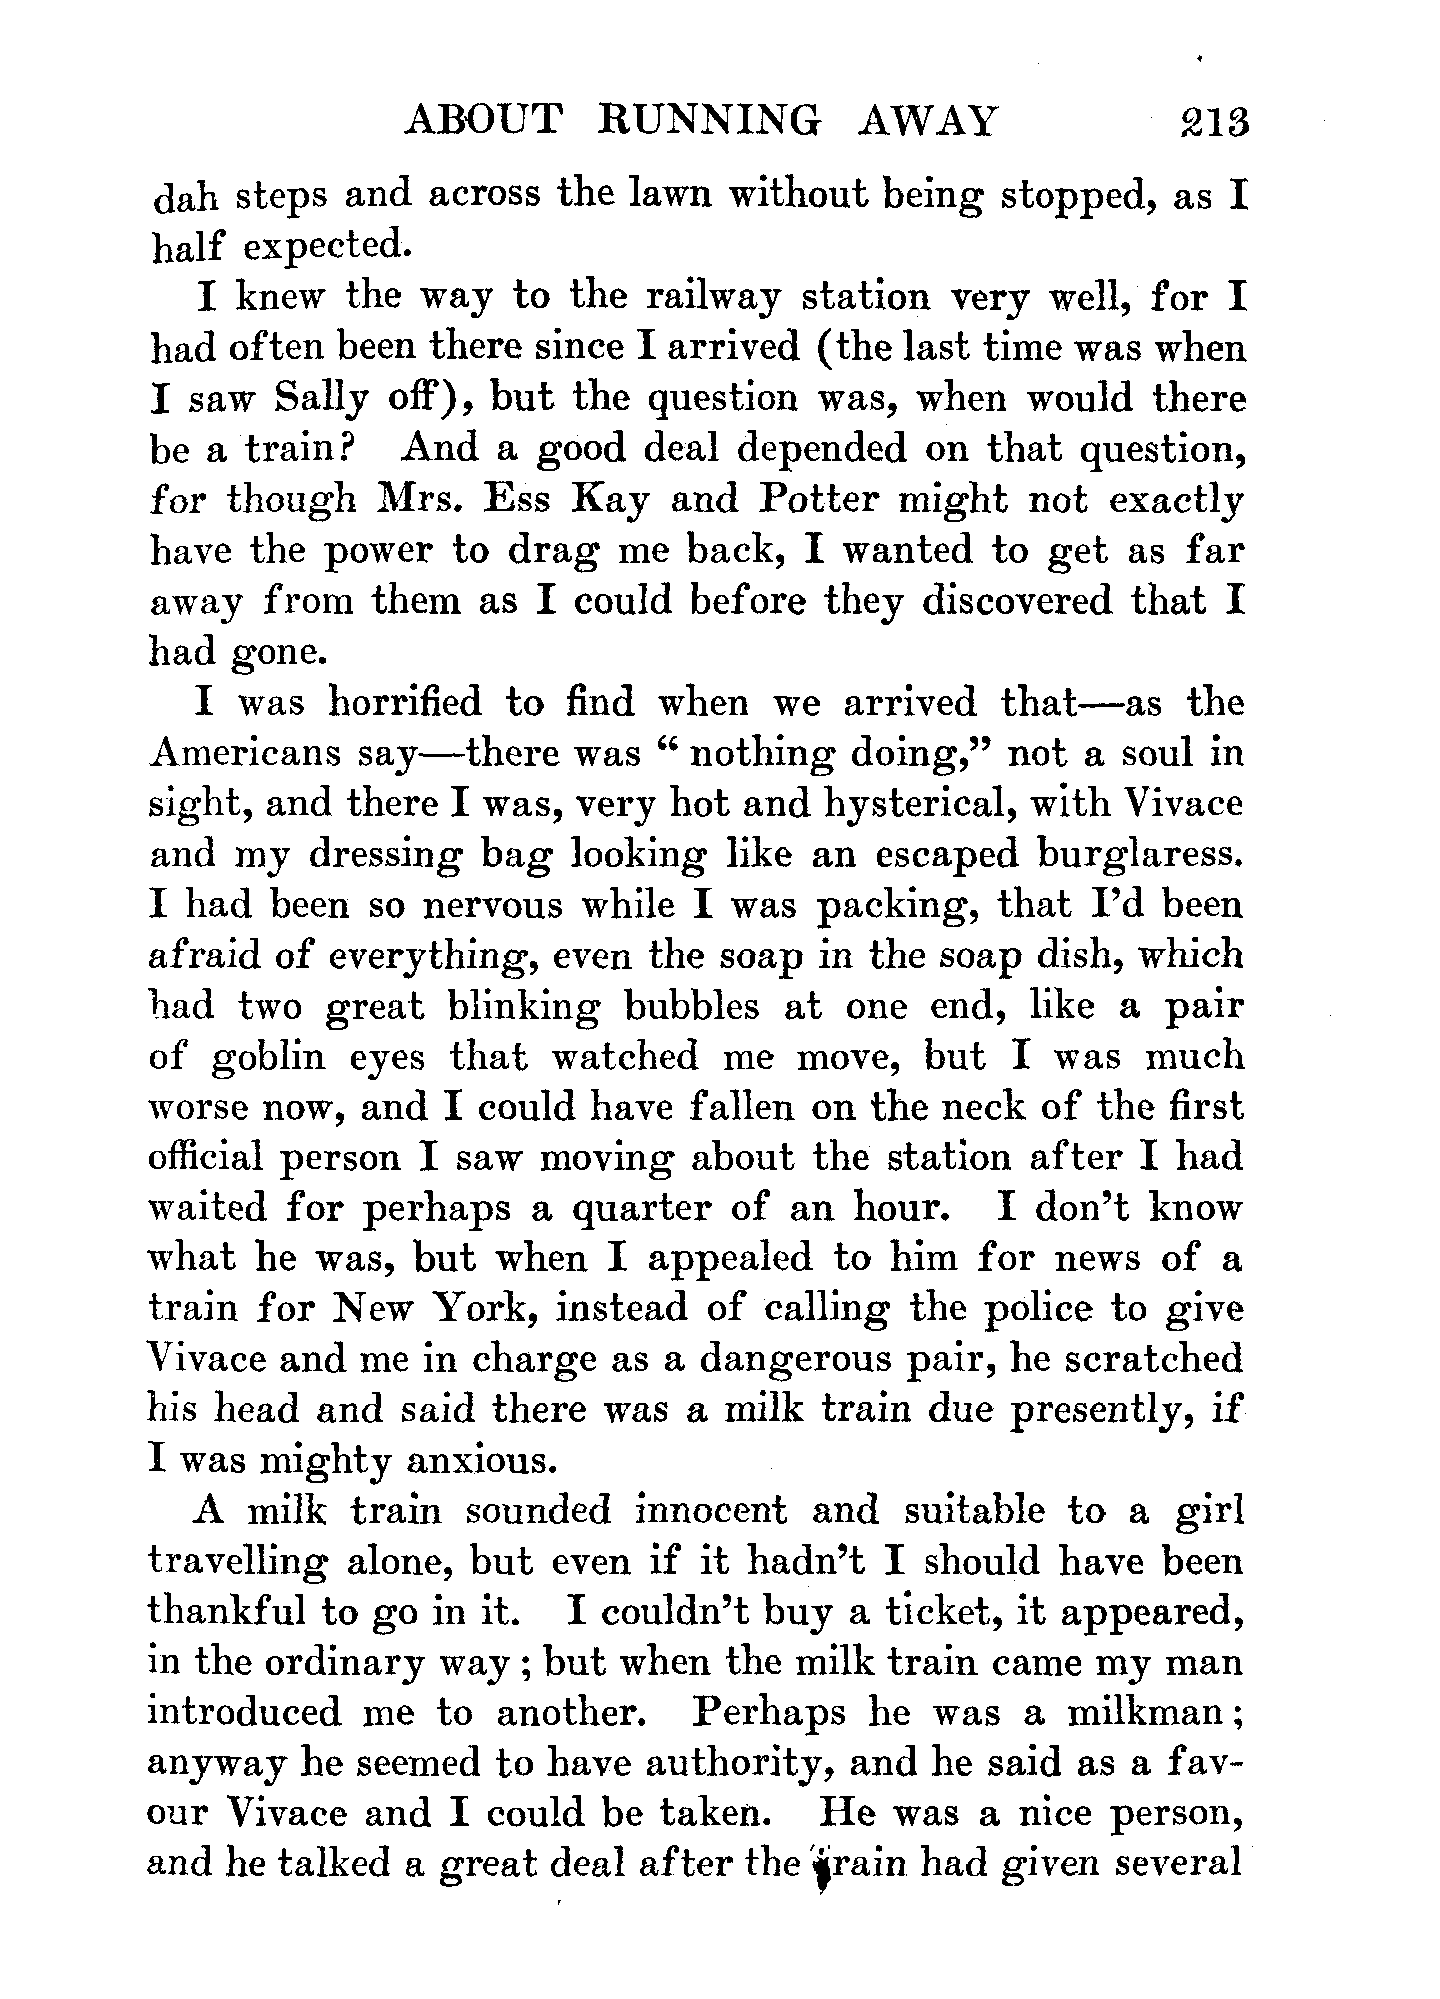 ABOUT RUNNING AWAY 213
dah steps and across the lawn without being stopped, as I
half expected.
I knew the way to the railway station very well, for I
had often been there since I arrived (the last time was when
I saw Sally off), but the question was, when would there
be a train? And a good deal depended on that question,
for though Mrs. Ess Kay and Potter might not exactly
have the power to drag me back, I wanted to get as far
away from them as I could before they discovered that I
had gone.
I was horrified to find when we arrived that—as the
Americans say—there was “ nothing doing,” not a soul in
sight, and there I was, very hot and hysterical, with Vivace
and my dressing bag looking like an escaped burglaress.
I had been so nervous while I was packing, that I’d been
afraid of everything, even the soap in the soap dish, which
had two great blinking bubbles at one end, like a pair
of goblin eyes that watched me move, but I was much
worse now, and I could have fallen on the neck of the first
official person I saw moving about the station after I had
waited for perhaps a quarter of an hour. I don’t know
what he was, but when I appealed to him for news of a
train for New York, instead of calling the police to give
Vivace and me in charge as a dangerous pair, he scratched
his head and said there was a milk train due presently, if
I was mighty anxious.
A milk train sounded innocent and suitable to a girl
travelling alone, but even if it hadn’t I should have been
thankful to go in it. I couldn’t buy a ticket, it appeared,
in the ordinary way ; but when the milk train came my man
introduced me to another. Perhaps he was a milkman ;
anyway he seemed to have authority, and he said as a fav-
our Vivace and I could be taken. He was a nice person,
and he talked a great deal after the train had given several